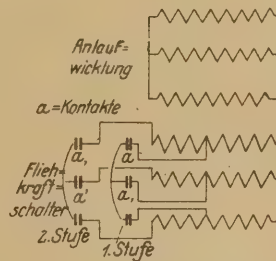 Anlauf=
wicklung
a=Kontakte
a, a
Flieh=
kraft= a' a,
schalter
2.Stufe 1.Stufe